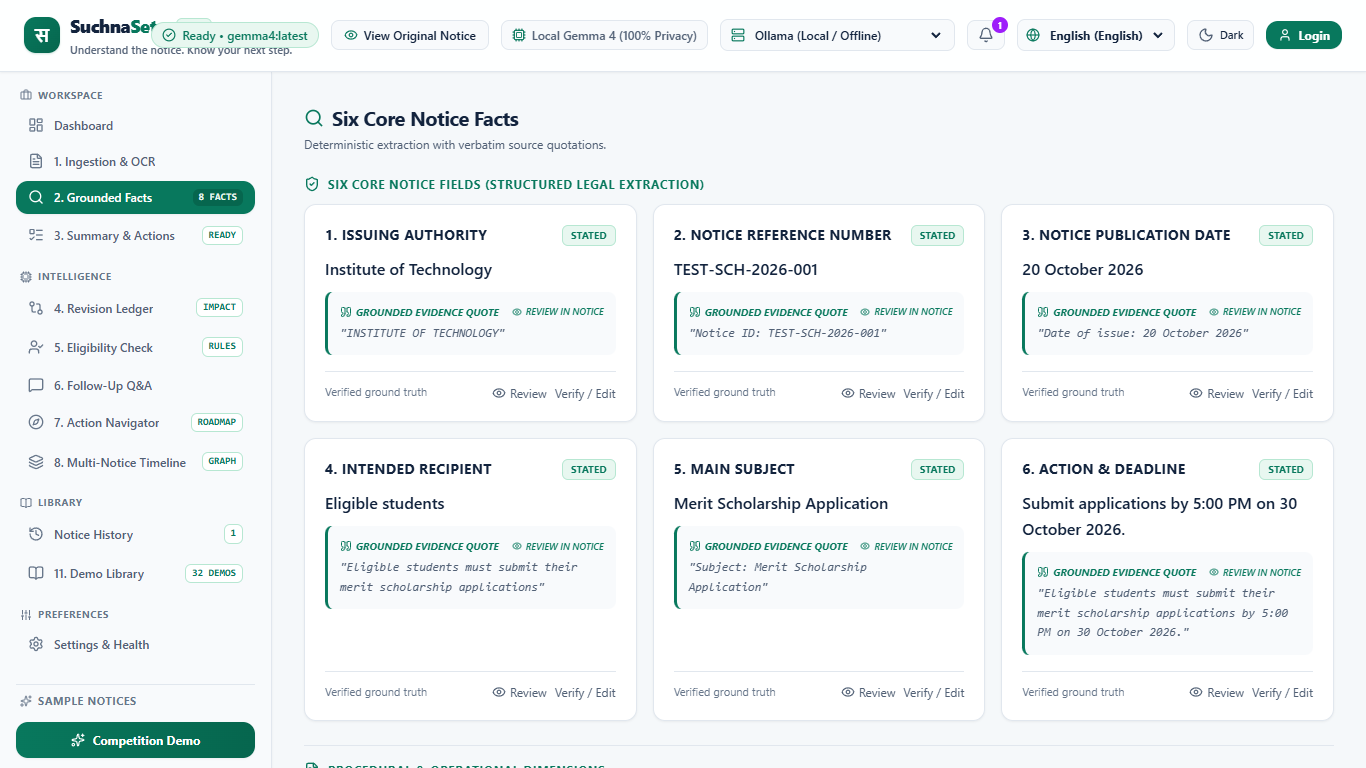 स
SuchnaSet
Understand the notice. Know your next step.
Ready • gemma4:latest
View Original Notice
Local Gemma 4 (100% Privacy)
Ollama (Local / Offline)
1
English (English)
Dark
Login
WORKSPACE
Dashboard
1. Ingestion & OCR
2. Grounded Facts
8 FACTS
3. Summary & Actions
READY
INTELLIGENCE
4. Revision Ledger
IMPACT
5. Eligibility Check
RULES
6. Follow-Up Q&A
7. Action Navigator
ROADMAP
8. Multi-Notice Timeline
GRAPH
LIBRARY
Notice History
1
11. Demo Library
32 DEMOS
PREFERENCES
Settings & Health
SAMPLE NOTICES
Competition Demo
Six Core Notice Facts
Deterministic extraction with verbatim source quotations.
SIX CORE NOTICE FIELDS (STRUCTURED LEGAL EXTRACTION)
1. ISSUING AUTHORITY
STATED
Institute of Technology
GROUNDED EVIDENCE QUOTE
REVIEW IN NOTICE
"INSTITUTE OF TECHNOLOGY"
Verified ground truth
Review
Verify / Edit
2. NOTICE REFERENCE NUMBER
STATED
TEST-SCH-2026-001
GROUNDED EVIDENCE QUOTE
REVIEW IN NOTICE
"Notice ID: TEST-SCH-2026-001"
Verified ground truth
Review
Verify / Edit
3. NOTICE PUBLICATION DATE
STATED
20 October 2026
GROUNDED EVIDENCE QUOTE
REVIEW IN NOTICE
"Date of issue: 20 October 2026"
Verified ground truth
Review
Verify / Edit
4. INTENDED RECIPIENT
STATED
Eligible students
GROUNDED EVIDENCE QUOTE
REVIEW IN NOTICE
"Eligible students must submit their
merit scholarship applications"
Verified ground truth
Review
Verify / Edit
5. MAIN SUBJECT
STATED
Merit Scholarship Application
GROUNDED EVIDENCE QUOTE
REVIEW IN NOTICE
"Subject: Merit Scholarship
Application"
Verified ground truth
Review
Verify / Edit
6. ACTION & DEADLINE
STATED
Submit applications by 5:00 PM on 30
October 2026.
GROUNDED EVIDENCE QUOTE
REVIEW IN NOTICE
"Eligible students must submit their
merit scholarship applications by 5:00
PM on 30 October 2026."
Verified ground truth
Review
Verify / Edit
PROCEDURAL & OPERATIONAL DIMENSIONS